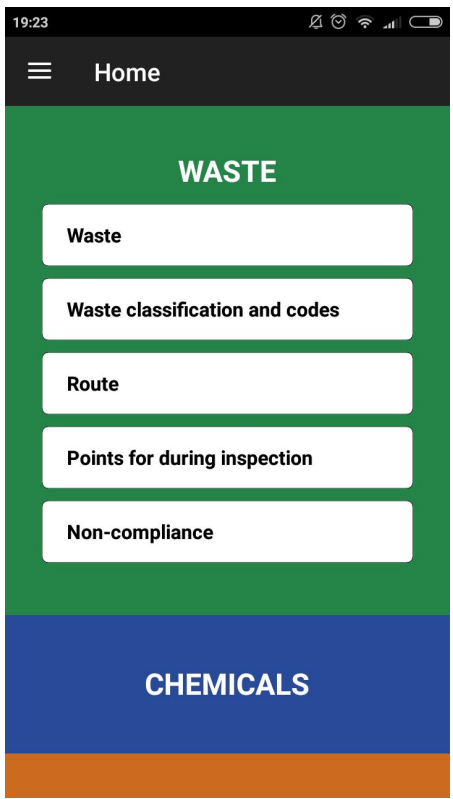 19:23
Home
WASTE
Waste
Waste classification and codes
Route
Points for during inspection
Non-compliance
CHEMICALS